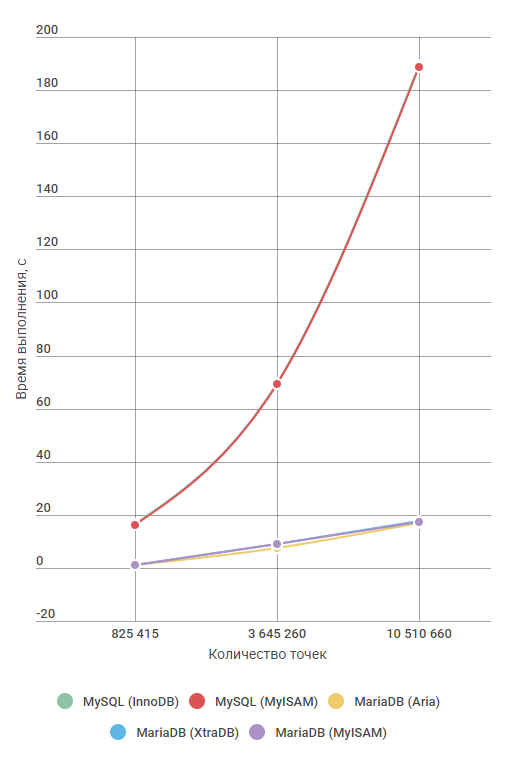 200
180
160
140
120
100
80
60
40
20
0
-20
Время выполнения, с
825 415 3 645 260 10 510 660
Количество точек
MySQL (InnoDB) MySQL (MyISAM) MariaDB (Aria)
MariaDB (XtraDB) MariaDB (MyISAM)